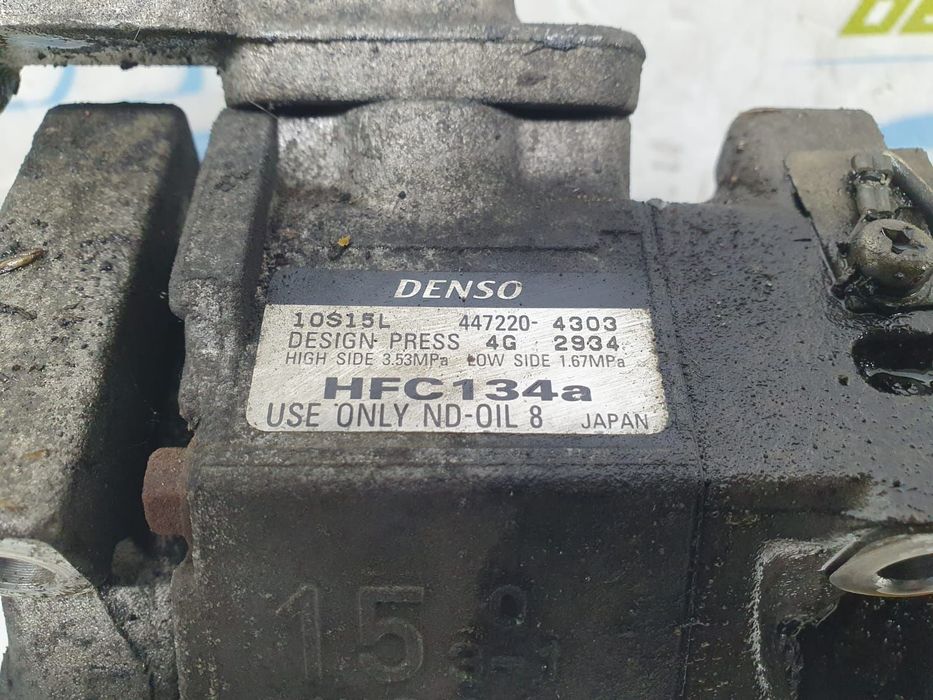 DENSO
10S15L 447220- 4303
DESIGN PRESS 4G 2934
HIGH SIDE 3.53MPa LOW SIDE 1.67MPa
HFC134a
USE ONLY ND-OIL 8 JAPAN
15